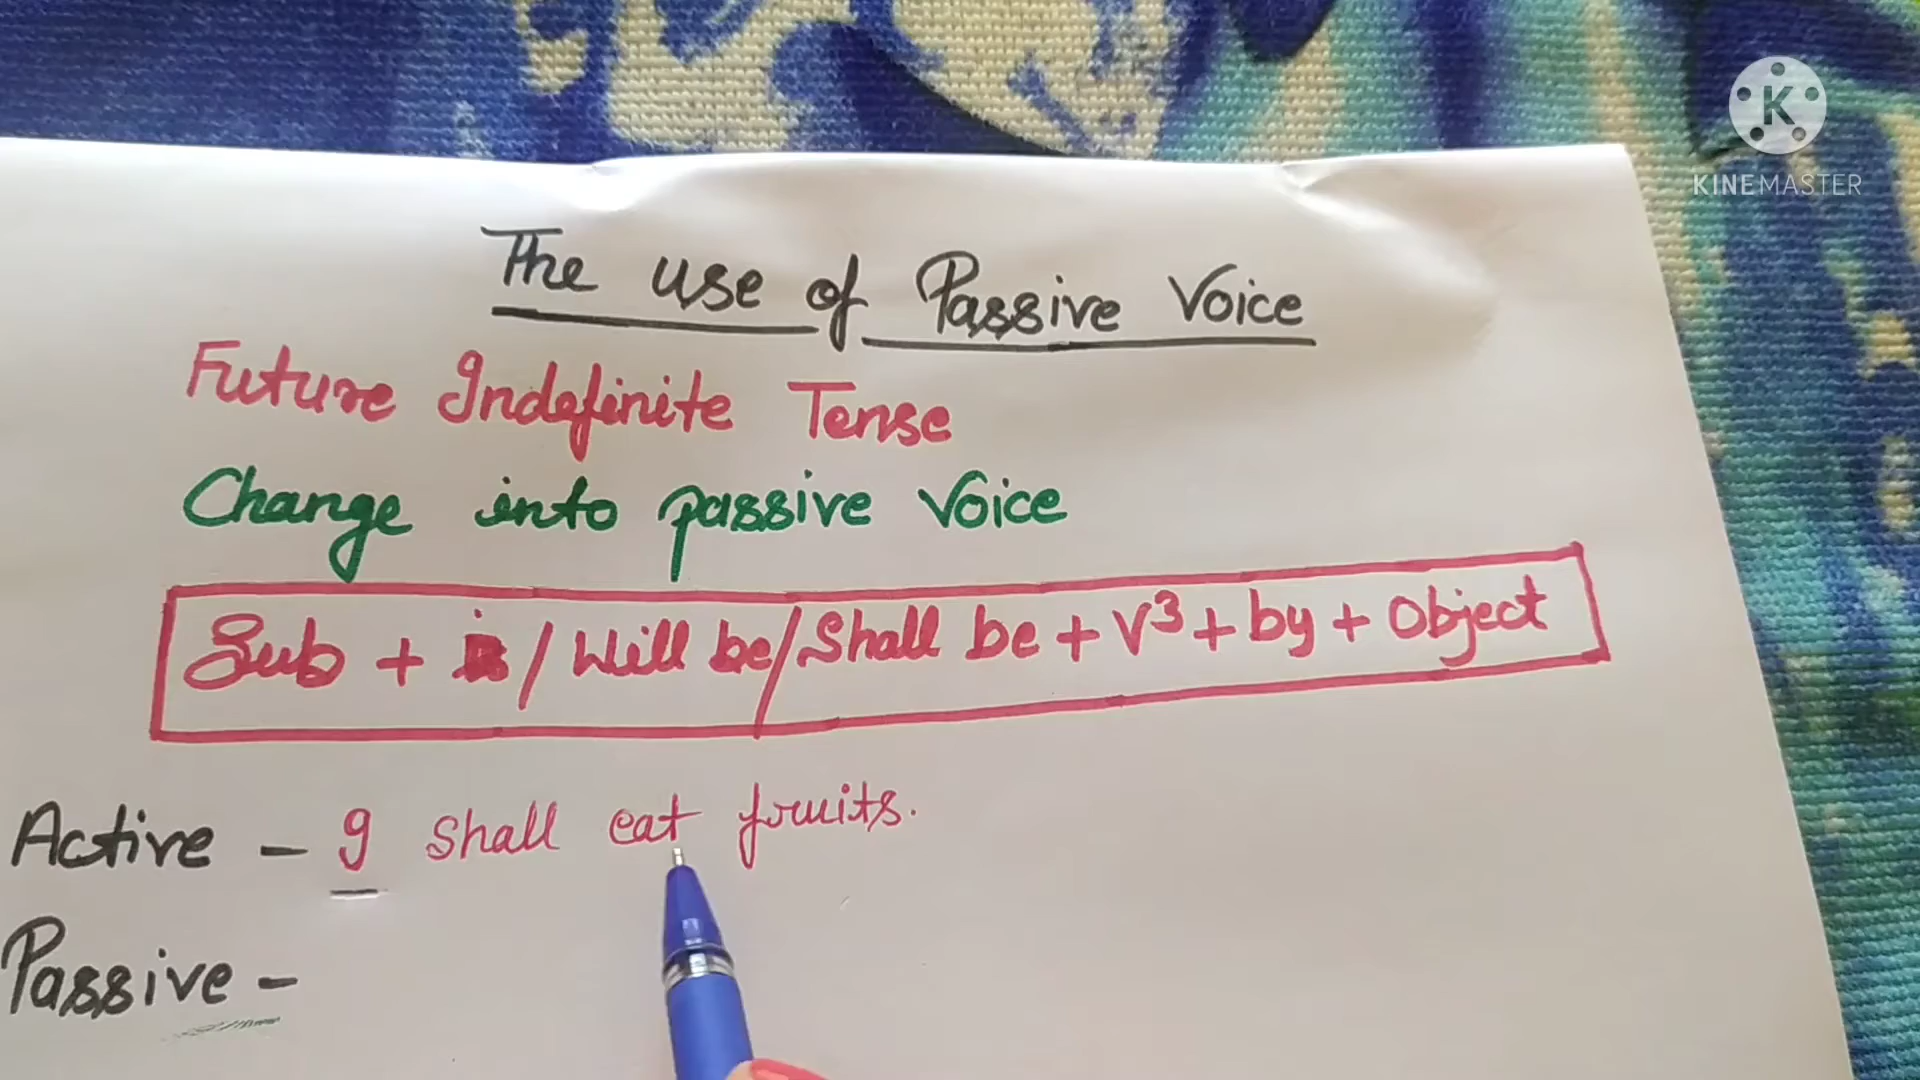 KINEMASTER
The use of Passive Voice
Future Indefinite Tense
Change into passive Voice
Sub + / Will be / Shall be + V³ + by + Object
Active - I shall eat fruits.
Passive -